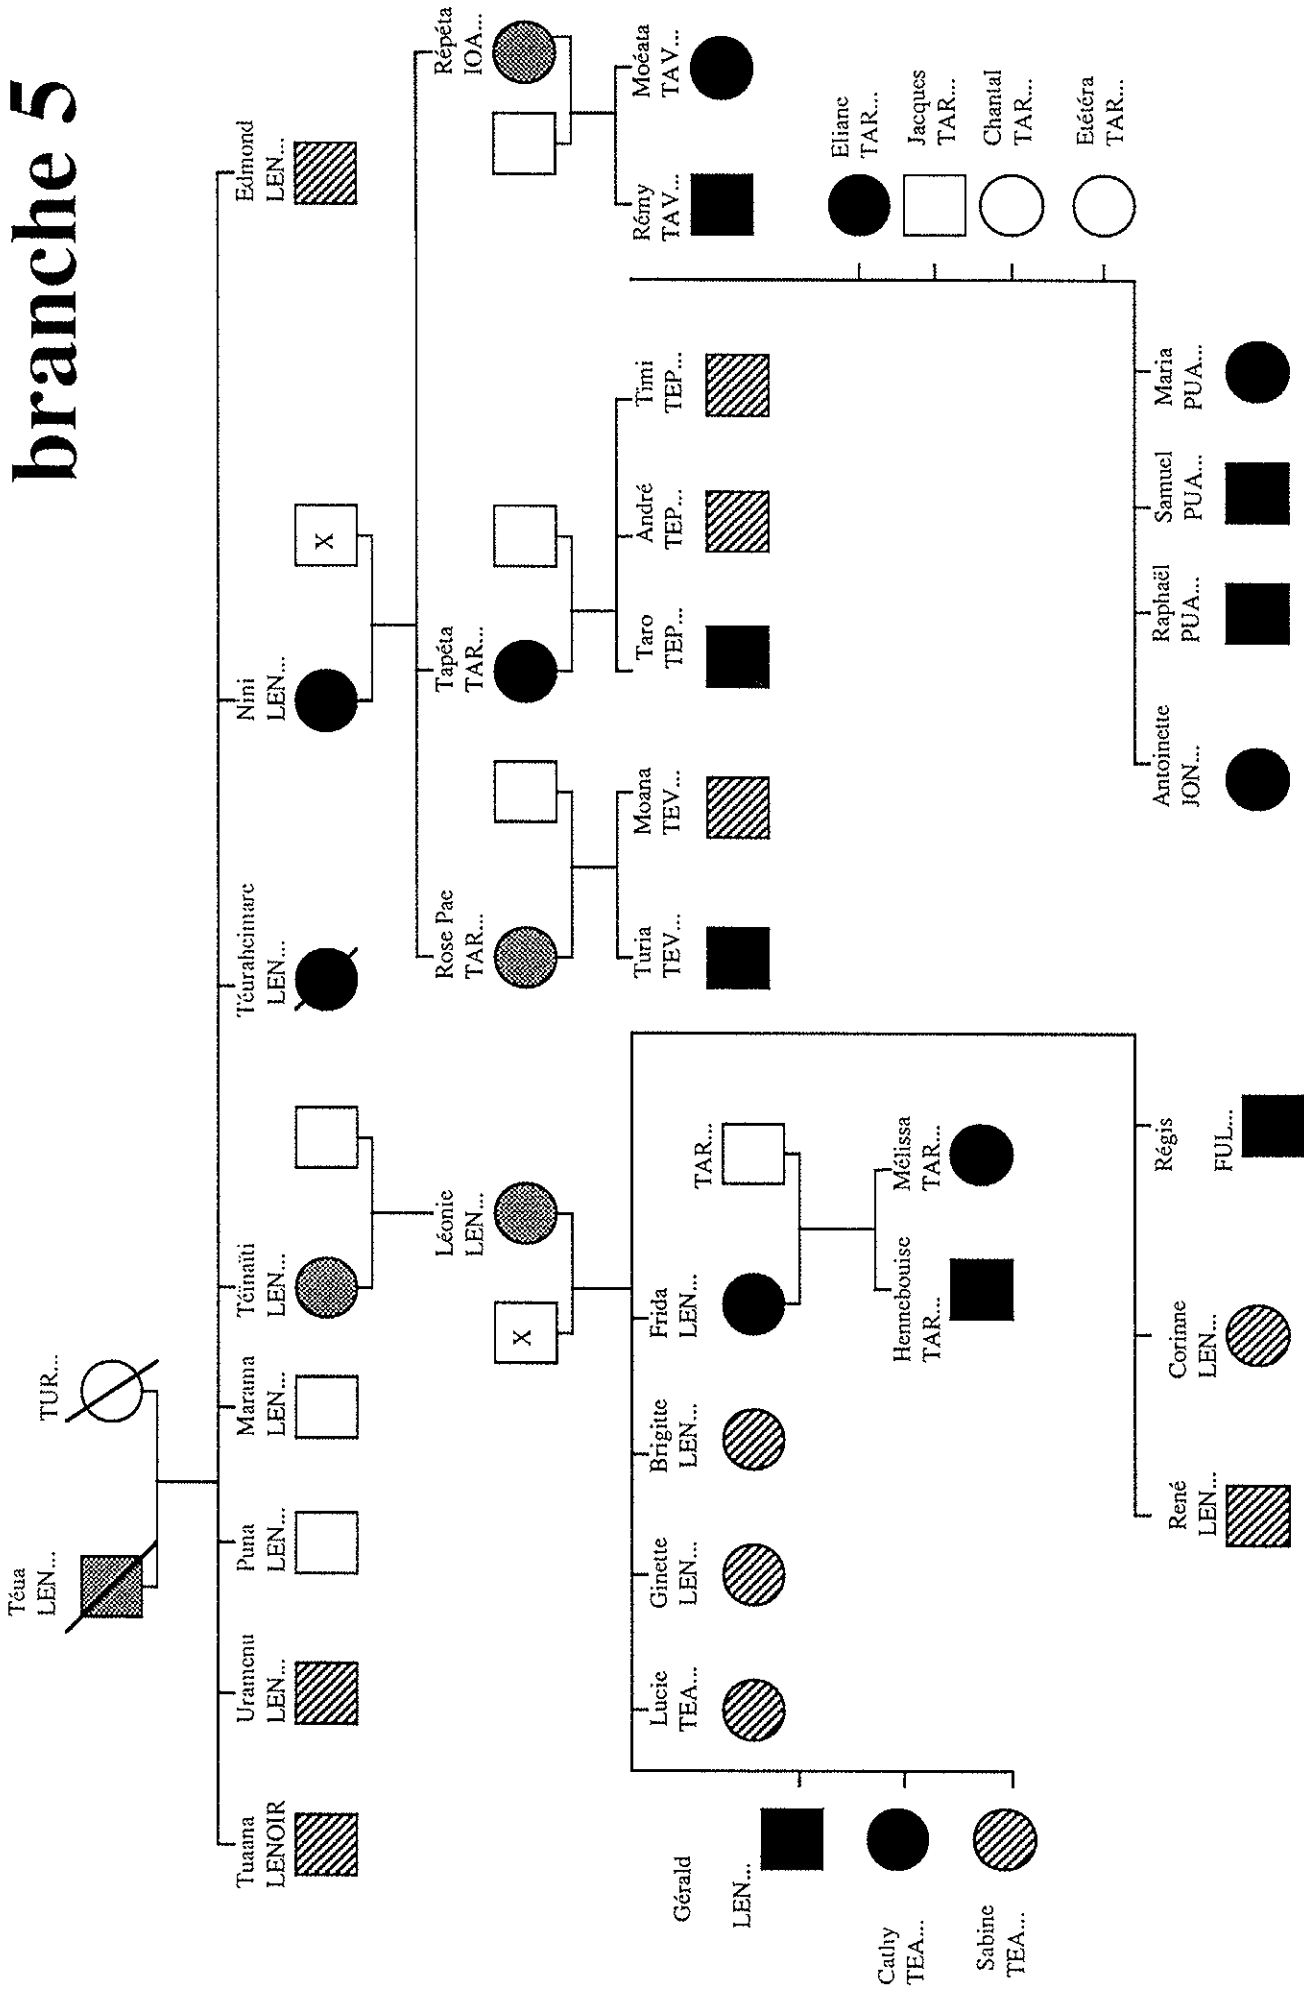 branche 5
Téua
LEN...
TUR...
Tuaana
LENOIR
Uramenu
LEN...
Puna
LEN...
Marama
LEN...
Téinaïti
LEN...
Téuraheimare
LEN...
Nini
LEN...
X
Edmond
LEN...
Léonie
LEN...
X
Rose Pae
TAR...
Tapéta
TAR...
Répéta
IOA...
Lucie
TEA...
Ginette
LEN...
Brigitte
LEN...
Frida
LEN...
TAR...
Turia
TEV...
Moana
TEV...
Taro
TEP...
André
TEP...
Timi
TEP...
Rémy
TAV...
Moéata
TAV...
Gérald
LEN...
Cathy
TEA...
Sabine
TEA...
Hennebouise
TAR...
Mélissa
TAR...
Eliane
TAR...
Jacques
TAR...
Chantal
TAR...
Etétéra
TAR...
René
LEN...
Corinne
LEN...
Régis
FUL...
Antoinette
JON...
Raphaël
PUA...
Samuel
PUA...
Maria
PUA...